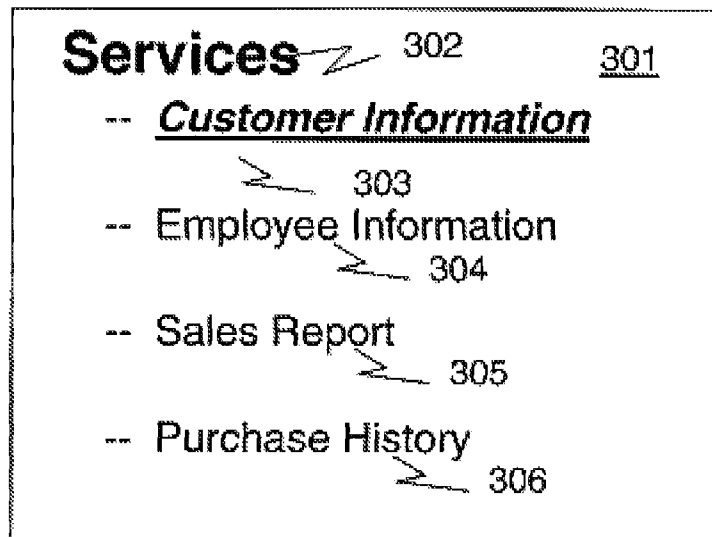 Services 302 301
-- Customer Information
303
-- Employee Information
304
-- Sales Report
305
-- Purchase History
306